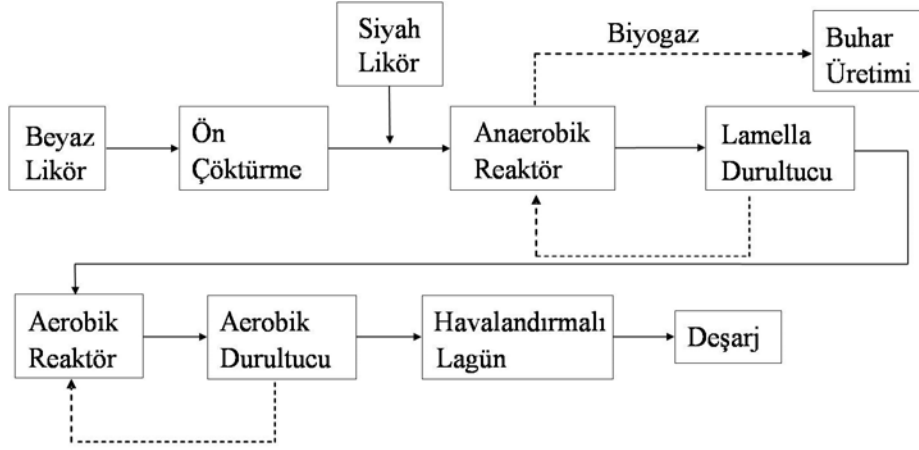 Siyah
Likör
Biyogaz
Buhar
Üretimi
Beyaz
Likör
Ön
Çöktürme
Anaerobik
Reaktör
Lamella
Durultucu
Aerobik
Reaktör
Aerobik
Durultucu
Havalandırmalı
Lagün
Deşarj